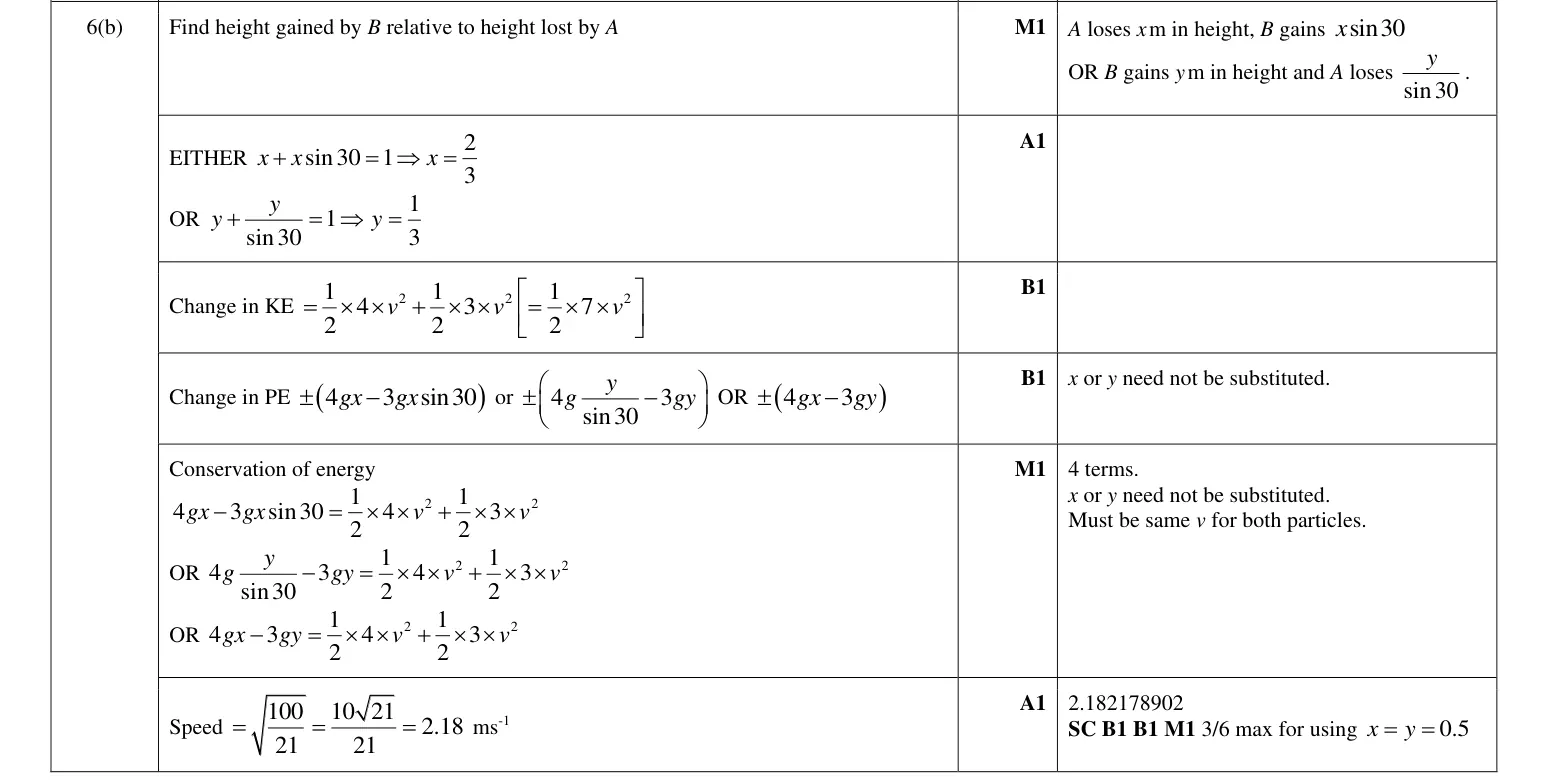 6(b) Find height gained by B relative to height lost by A M1 A loses x m in height, B gains x sin 30
OR B gains y m in height and A loses y/sin 30 .
EITHER x + x sin 30 = 1 ⇒ x = 2/3 A1
OR y + y/sin 30 = 1 ⇒ y = 1/3
Change in KE = 1/2 × 4 × v² + 1/2 × 3 × v² [= 1/2 × 7 × v²] B1
Change in PE ±(4gx − 3gx sin 30) or ±(4g y/sin 30 − 3gy) OR ±(4gx − 3gy) B1 x or y need not be substituted.
Conservation of energy M1 4 terms.
x or y need not be substituted.
Must be same v for both particles.
4gx − 3gx sin 30 = 1/2 × 4 × v² + 1/2 × 3 × v²
OR 4g y/sin 30 − 3gy = 1/2 × 4 × v² + 1/2 × 3 × v²
OR 4gx − 3gy = 1/2 × 4 × v² + 1/2 × 3 × v²
Speed = √(100/21) = 10√21/21 = 2.18 ms⁻¹ A1 2.182178902
SC B1 B1 M1 3/6 max for using x = y = 0.5